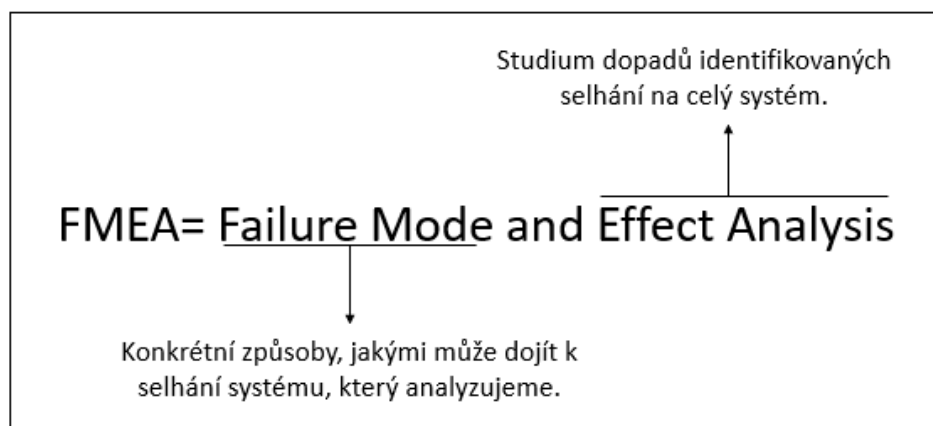 Studium dopadů identifikovaných
selhání na celý systém.
FMEA= Failure Mode and Effect Analysis
Konkrétní způsoby, jakými může dojít k
selhání systému, který analyzujeme.